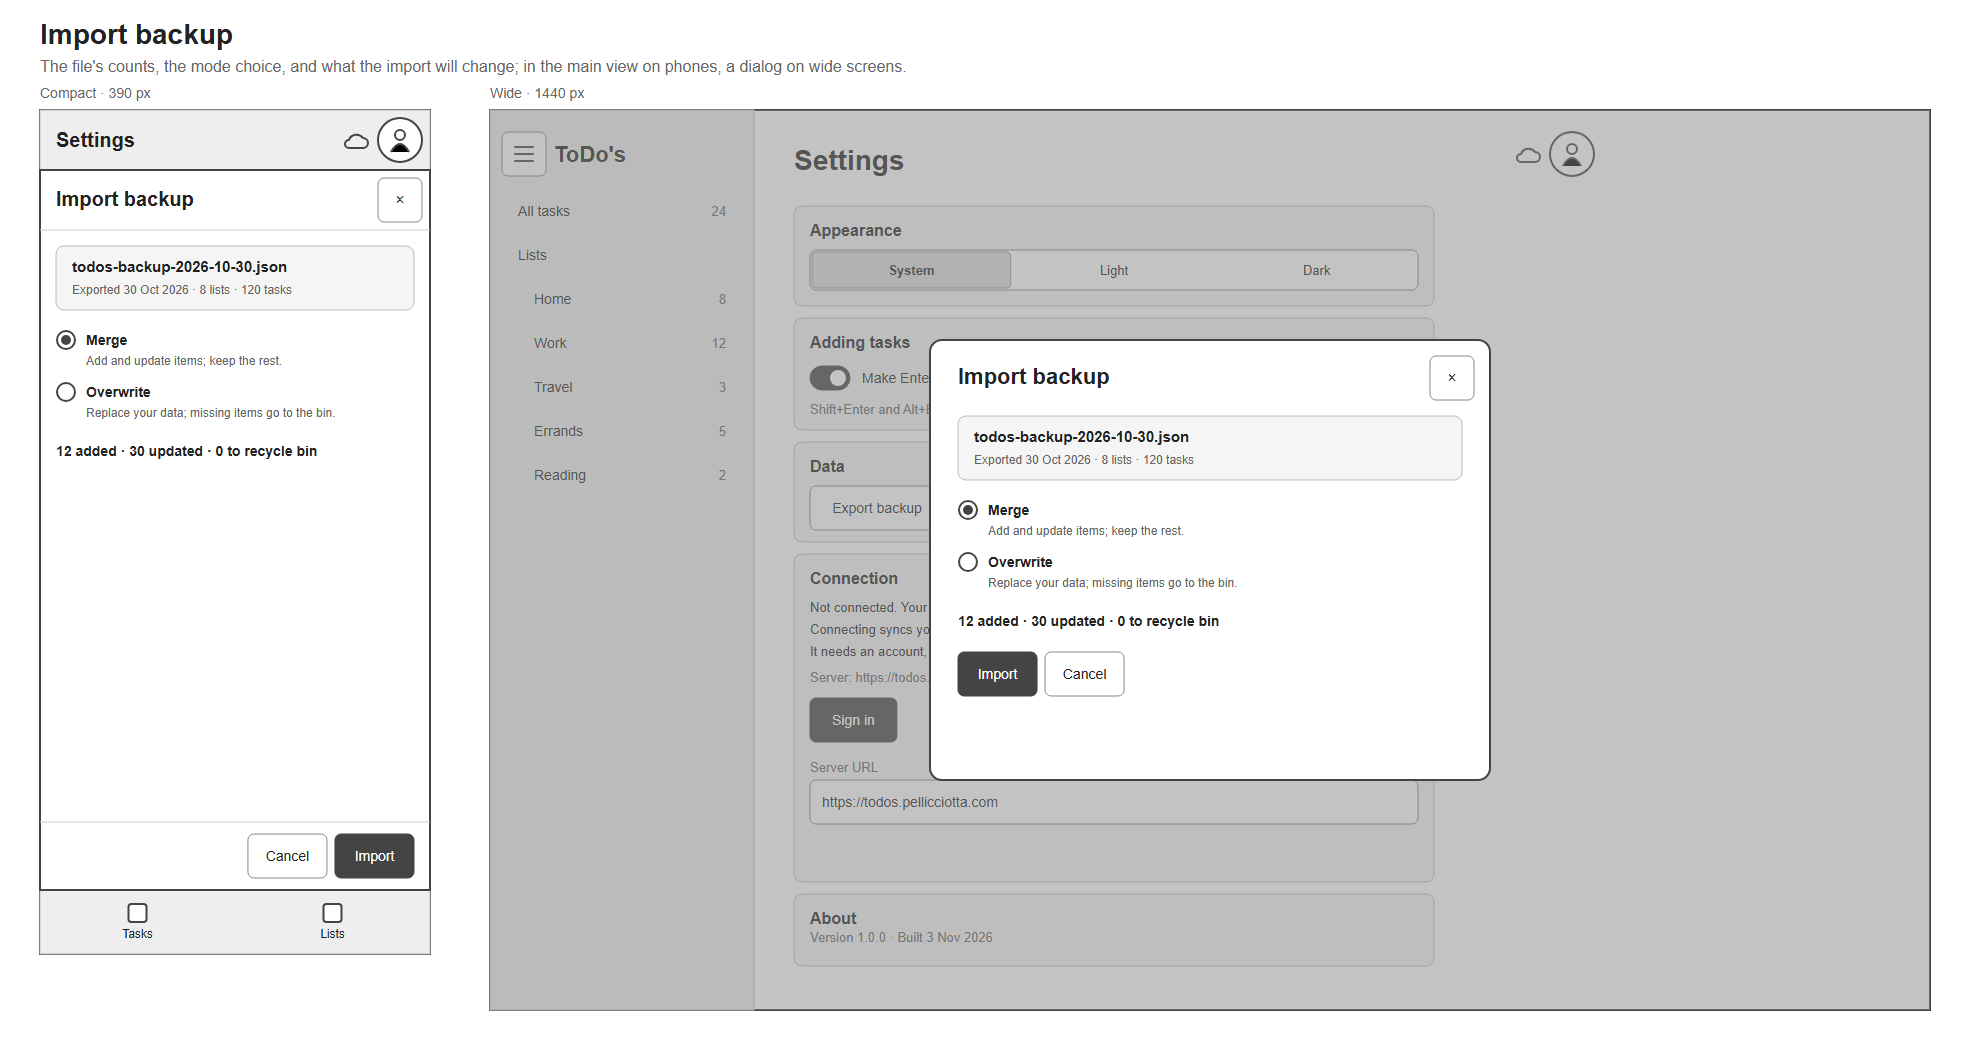 Import backup
The file's counts, the mode choice, and what the import will change; in the main view on phones, a dialog on wide screens.
Compact · 390 px
Settings
Import backup
×
todos-backup-2026-10-30.json
Exported 30 Oct 2026 · 8 lists · 120 tasks
Merge
Add and update items; keep the rest.
Overwrite
Replace your data; missing items go to the bin.
12 added · 30 updated · 0 to recycle bin
Cancel
Import
Tasks
Lists
Wide · 1440 px
ToDo's
All tasks 24
Lists
Home 8
Work 12
Travel 3
Errands 5
Reading 2
Settings
Appearance
System
Light
Dark
Adding tasks
Make Ente
Shift+Enter and Alt+
Data
Export backup
Connection
Not connected. Your
Connecting syncs yo
It needs an account,
Server: https://todos.
Sign in
Server URL
https://todos.pellicciotta.com
About
Version 1.0.0 · Built 3 Nov 2026
Import backup
×
todos-backup-2026-10-30.json
Exported 30 Oct 2026 · 8 lists · 120 tasks
Merge
Add and update items; keep the rest.
Overwrite
Replace your data; missing items go to the bin.
12 added · 30 updated · 0 to recycle bin
Import
Cancel